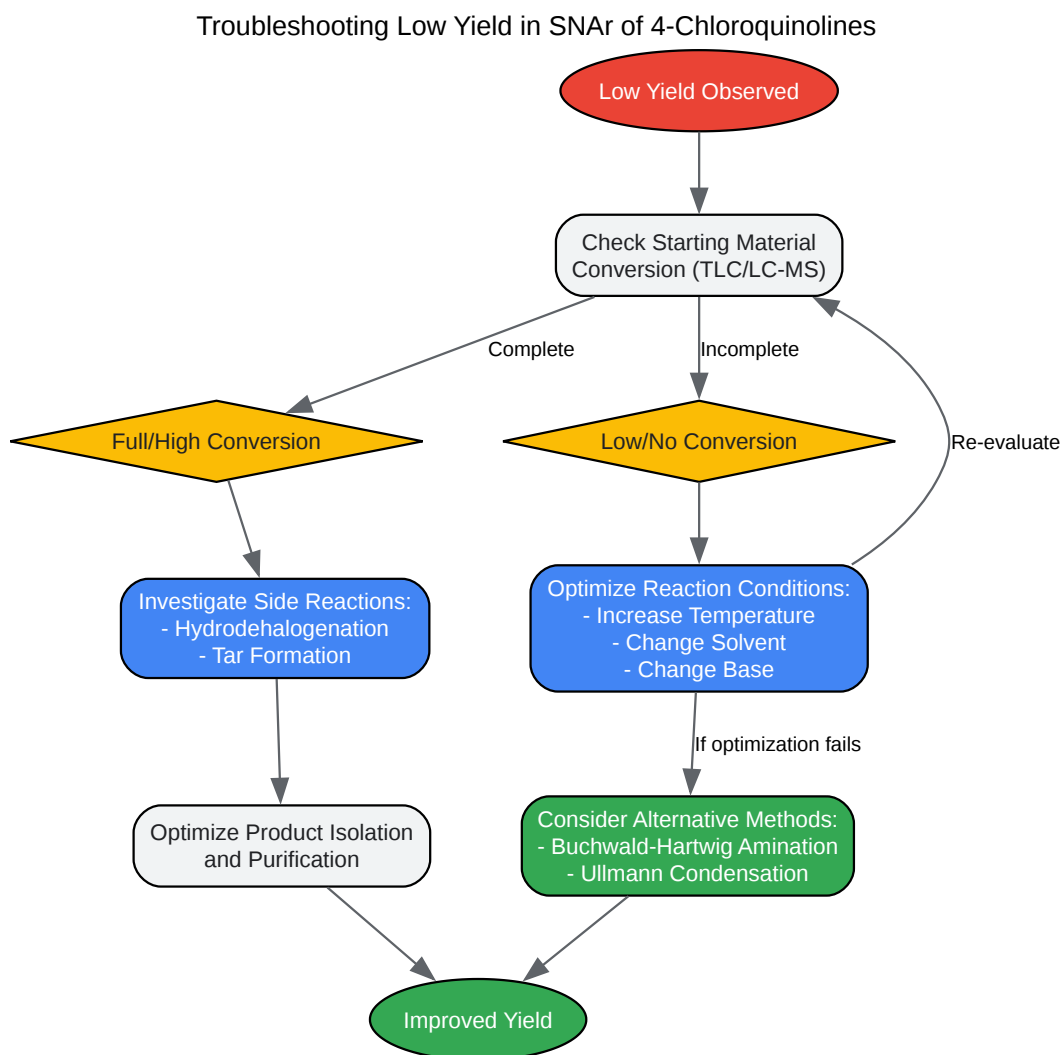 Troubleshooting Low Yield in SNAr of 4-Chloroquinolines
Low Yield Observed
Check Starting Material
Conversion (TLC/LC-MS)
Complete
Incomplete
Full/High Conversion
Low/No Conversion
Re-evaluate
Investigate Side Reactions:
- Hydrodehalogenation
- Tar Formation
Optimize Reaction Conditions:
- Increase Temperature
- Change Solvent
- Change Base
If optimization fails
Optimize Product Isolation
and Purification
Consider Alternative Methods:
- Buchwald-Hartwig Amination
- Ullmann Condensation
Improved Yield